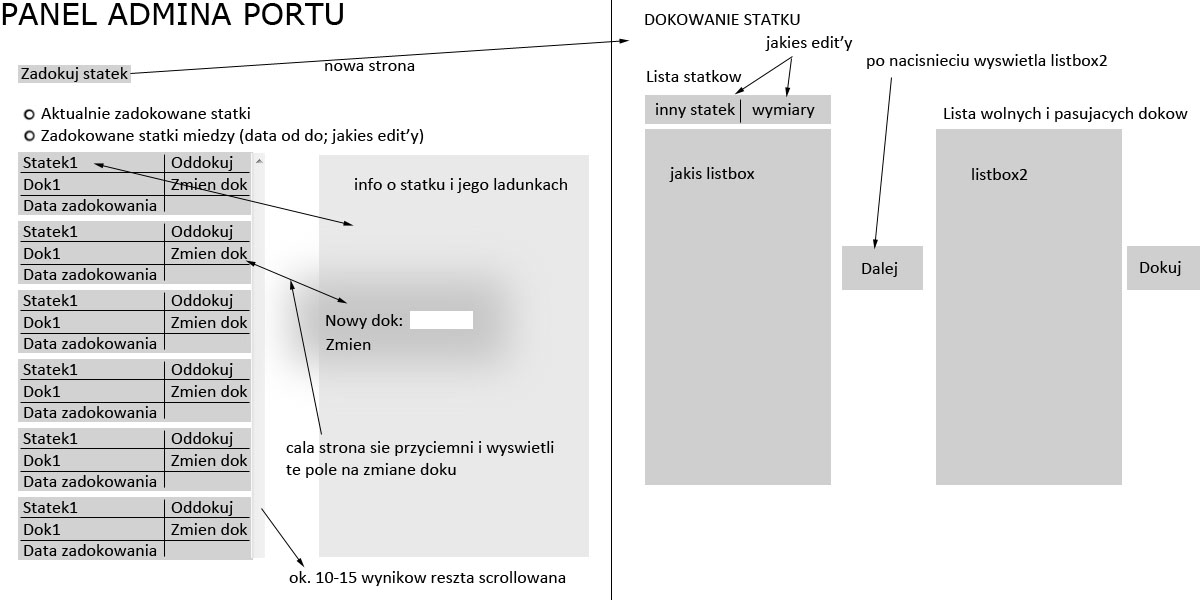 PANEL ADMINA PORTU
Zadokuj statek
nowa strona
Aktualnie zadokowane statki
Zadokowane statki miedzy (data od do; jakies edit'y)
Statek1 Oddokuj
Dok1 Zmien dok
Data zadokowania
Statek1 Oddokuj
Dok1 Zmien dok
Data zadokowania
Statek1 Oddokuj
Dok1 Zmien dok
Data zadokowania
Statek1 Oddokuj
Dok1 Zmien dok
Data zadokowania
Statek1 Oddokuj
Dok1 Zmien dok
Data zadokowania
Statek1 Oddokuj
Dok1 Zmien dok
Data zadokowania
info o statku i jego ladunkach
Nowy dok:
Zmien
cala strona sie przyciemni i wyswietli
te pole na zmiane doku
ok. 10-15 wynikow reszta scrollowana
DOKOWANIE STATKU
jakies edit'y
po nacisnieciu wyswietla listbox2
Lista statkow
inny statek wymiary
Lista wolnych i pasujacych dokow
jakis listbox
listbox2
Dalej
Dokuj